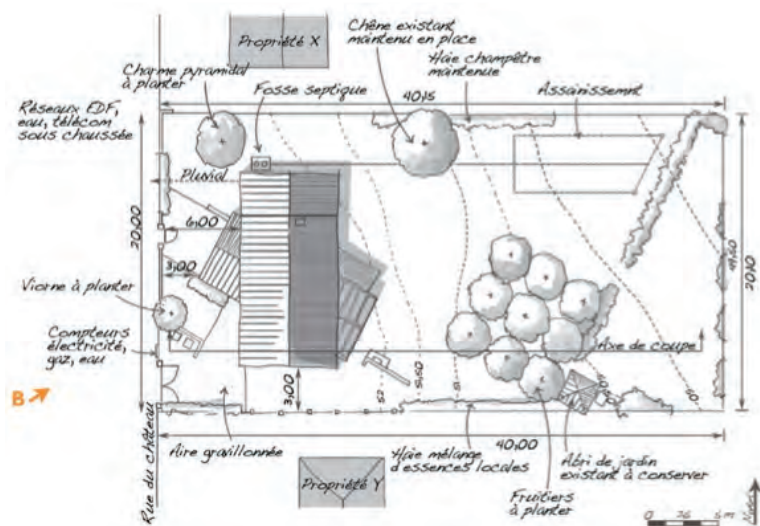 Propriété X
Chêne existant
maintenu en place
Haie champêtre
maintenue
Charme pyramidal
à planter
Fosse septique
Assainissemnt
40,15
Réseaux EDF,
eau, télécom
sous chaussée
Pluvial
20,00
6,00
3,00
20,10
Viorne à planter
Compteurs
électricité,
gaz, eau
Axe de coupe
B
3,00
40,00
Aire gravillonnée
Haie mélange
d'essences locales
Abri de jardin
existant à conserver
Fruitiers
à planter
Propriété Y
Rue du château
0
6 m